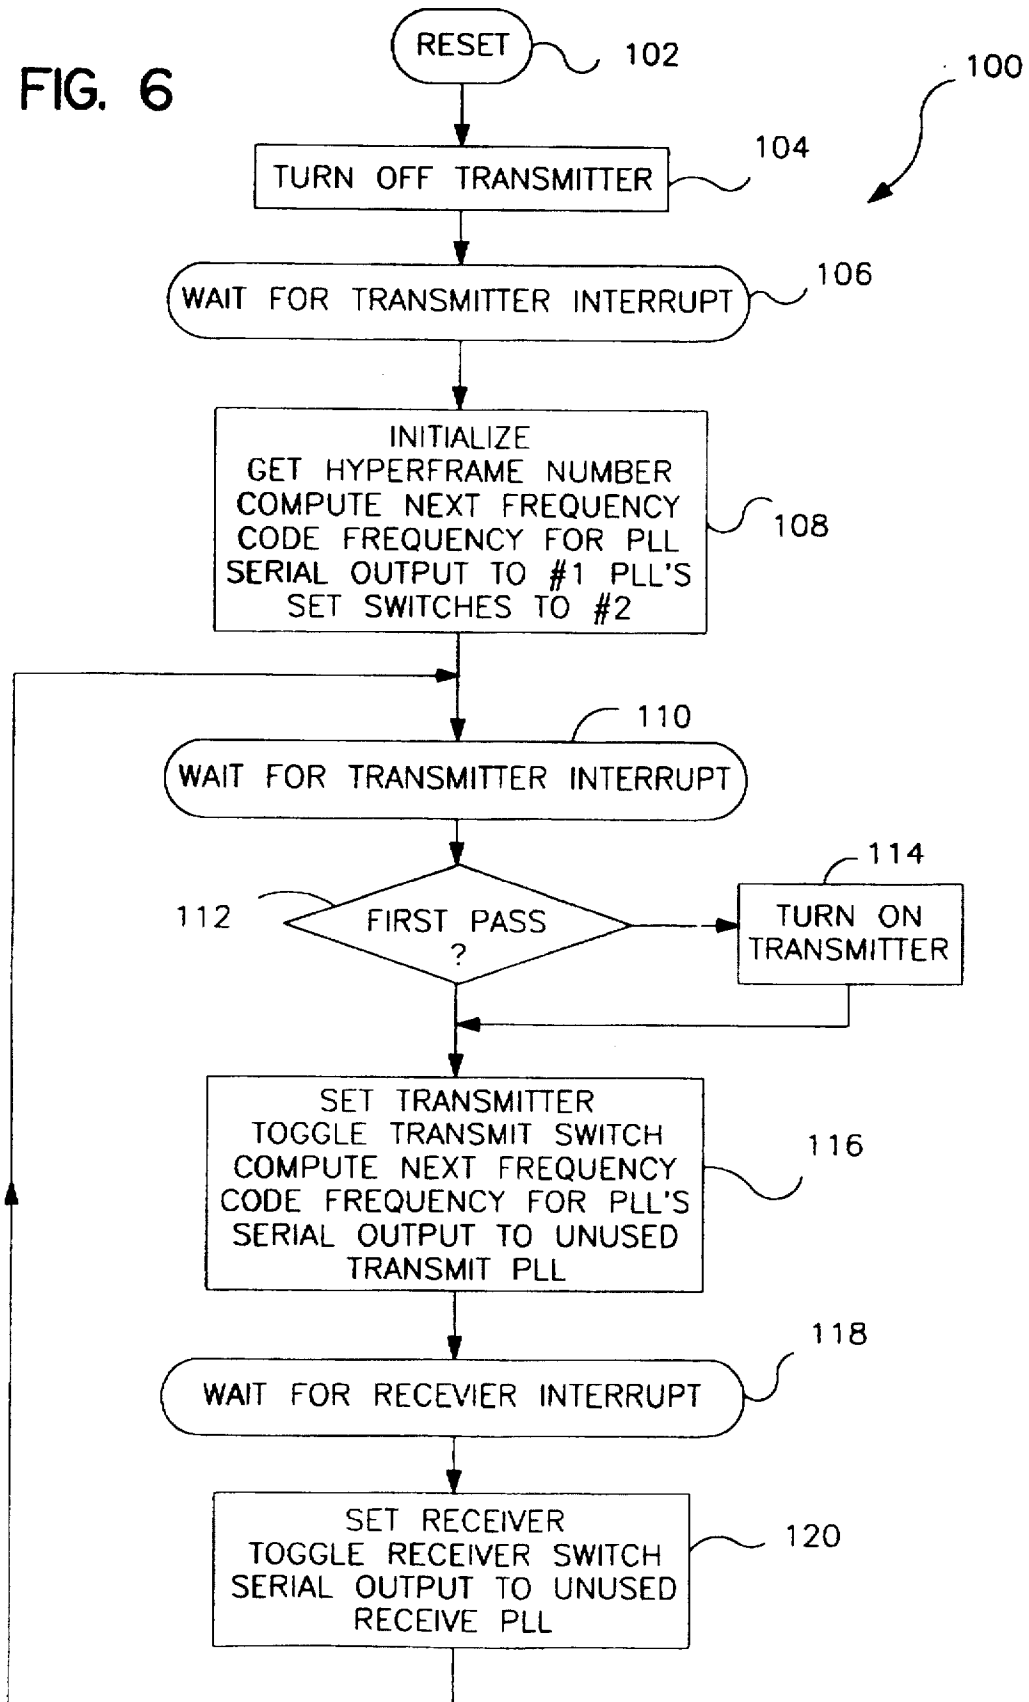 FIG. 6
RESET
102
100
TURN OFF TRANSMITTER
104
WAIT FOR TRANSMITTER INTERRUPT
106
INITIALIZE
GET HYPERFRAME NUMBER
COMPUTE NEXT FREQUENCY
CODE FREQUENCY FOR PLL
SERIAL OUTPUT TO #1 PLL'S
SET SWITCHES TO #2
108
110
WAIT FOR TRANSMITTER INTERRUPT
112
FIRST PASS
?
114
TURN ON
TRANSMITTER
SET TRANSMITTER
TOGGLE TRANSMIT SWITCH
COMPUTE NEXT FREQUENCY
CODE FREQUENCY FOR PLL'S
SERIAL OUTPUT TO UNUSED
TRANSMIT PLL
116
WAIT FOR RECEVIER INTERRUPT
118
SET RECEIVER
TOGGLE RECEIVER SWITCH
SERIAL OUTPUT TO UNUSED
RECEIVE PLL
120